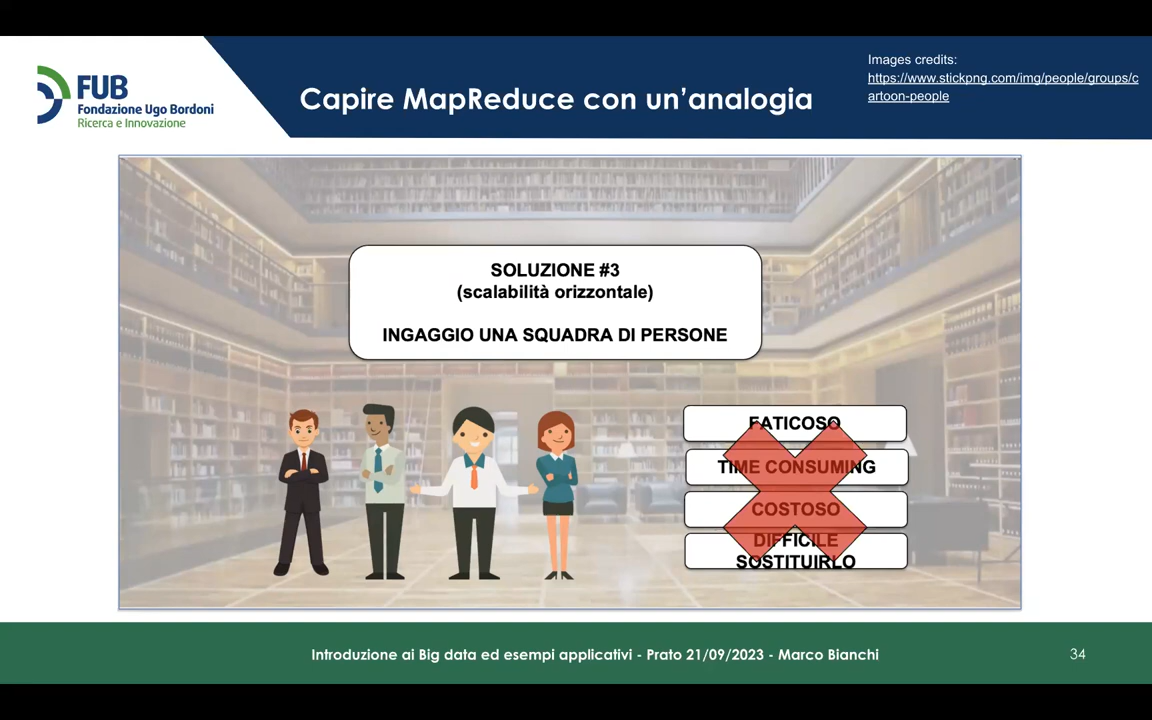 FUB
Fondazione Ugo Bordoni
Ricerca e Innovazione
Capire MapReduce con un'analogia
Images credits:
https://www.stickpng.com/img/people/groups/c
artoon-people
SOLUZIONE #3
(scalabilità orizzontale)
INGAGGIO UNA SQUADRA DI PERSONE
FATICOSO
TIME CONSUMING
COSTOSO
DIFFICILE
SOSTITUIRLO
Introduzione ai Big data ed esempi applicativi - Prato 21/09/2023 - Marco Bianchi
34